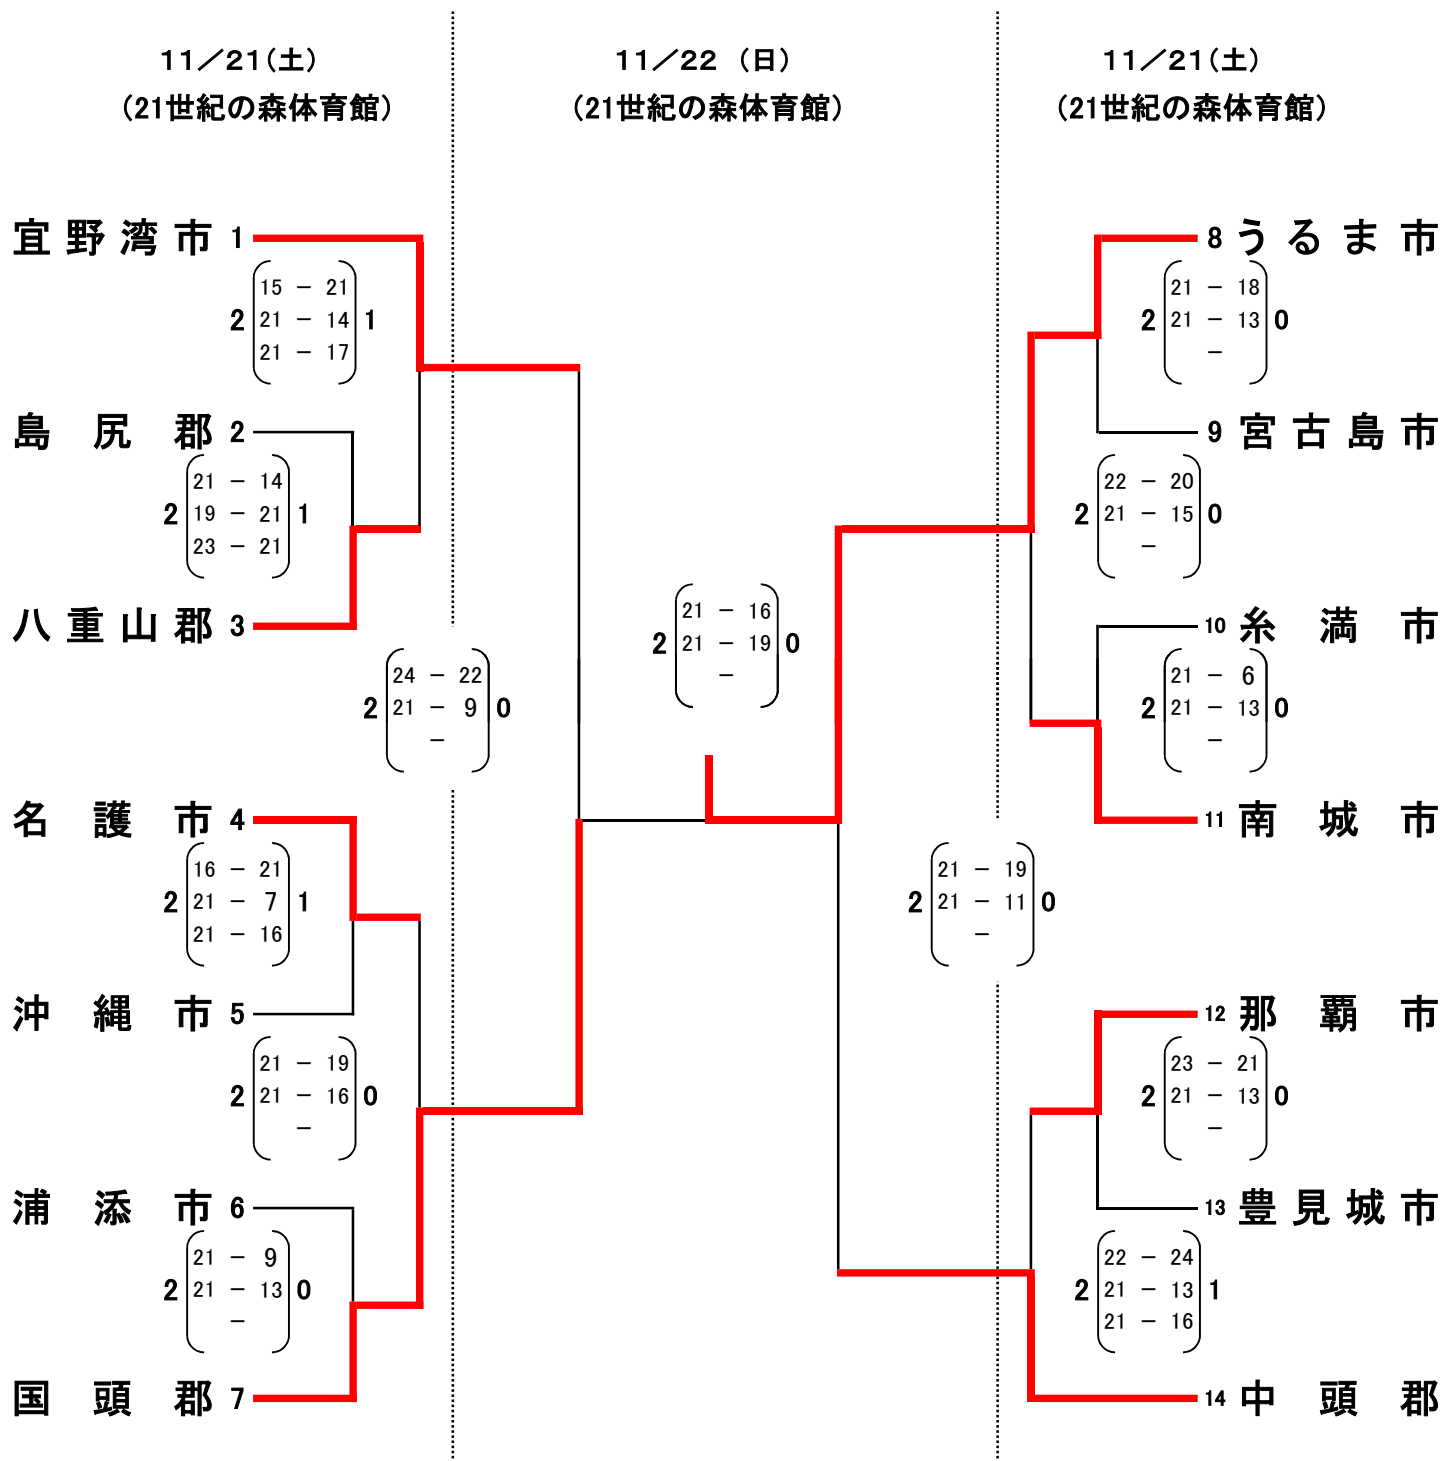 11／21(土)
(21世紀の森体育館)
11／22 (日)
(21世紀の森体育館)
11／21(土)
(21世紀の森体育館)
宜野湾市 1
15 － 21
2 21 － 14 1
21 － 17
島尻郡 2
21 － 14
2 19 － 21 1
23 － 21
八重山郡 3
24 － 22
2 21 － 9 0
－
名護市 4
16 － 21
2 21 － 7 1
21 － 16
沖縄市 5
21 － 19
2 21 － 16 0
－
浦添市 6
21 － 9
2 21 － 13 0
－
国頭郡 7
21 － 16
2 21 － 19 0
－
8 うるま市
21 － 18
2 21 － 13 0
－
9 宮古島市
22 － 20
2 21 － 15 0
－
10 糸満市
21 － 6
2 21 － 13 0
－
11 南城市
21 － 19
2 21 － 11 0
－
12 那覇市
23 － 21
2 21 － 13 0
－
13 豊見城市
22 － 24
2 21 － 13 1
21 － 16
14 中頭郡